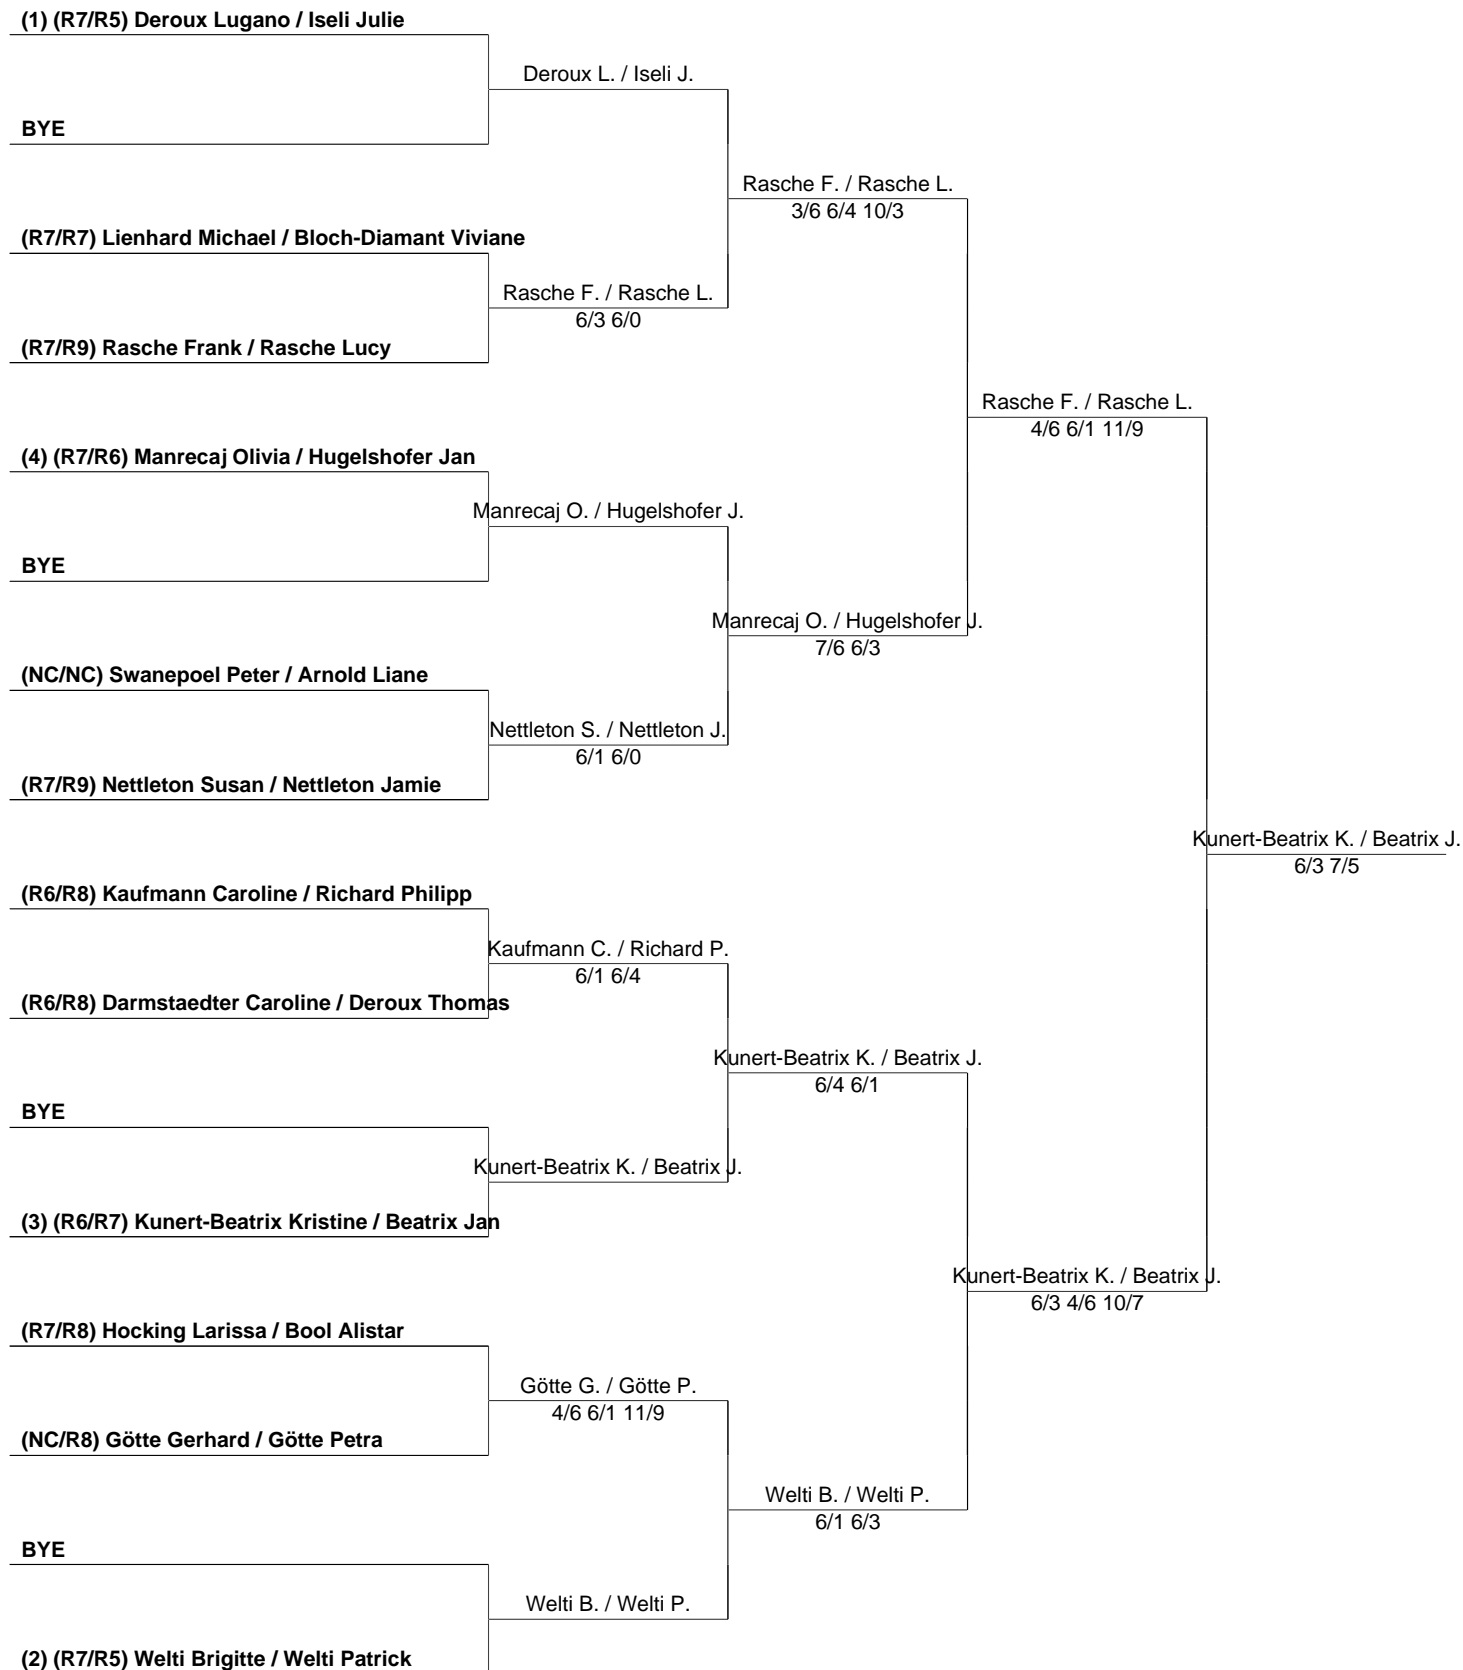 (1) (R7/R5) Deroux Lugano / Iseli Julie
Deroux L. / Iseli J.
BYE
Rasche F. / Rasche L.
3/6 6/4 10/3
(R7/R7) Lienhard Michael / Bloch-Diamant Viviane
Rasche F. / Rasche L.
6/3 6/0
(R7/R9) Rasche Frank / Rasche Lucy
Rasche F. / Rasche L.
4/6 6/1 11/9
(4) (R7/R6) Manrecaj Olivia / Hugelshofer Jan
Manrecaj O. / Hugelshofer J.
BYE
Manrecaj O. / Hugelshofer J.
7/6 6/3
(NC/NC) Swanepoel Peter / Arnold Liane
Nettleton S. / Nettleton J.
6/1 6/0
(R7/R9) Nettleton Susan / Nettleton Jamie
Kunert-Beatrix K. / Beatrix J.
6/3 7/5
(R6/R8) Kaufmann Caroline / Richard Philipp
Kaufmann C. / Richard P.
6/1 6/4
(R6/R8) Darmstaedter Caroline / Deroux Thomas
Kunert-Beatrix K. / Beatrix J.
6/4 6/1
BYE
Kunert-Beatrix K. / Beatrix J.
(3) (R6/R7) Kunert-Beatrix Kristine / Beatrix Jan
Kunert-Beatrix K. / Beatrix J.
6/3 4/6 10/7
(R7/R8) Hocking Larissa / Bool Alistar
Götte G. / Götte P.
4/6 6/1 11/9
(NC/R8) Götte Gerhard / Götte Petra
Welti B. / Welti P.
6/1 6/3
BYE
Welti B. / Welti P.
(2) (R7/R5) Welti Brigitte / Welti Patrick